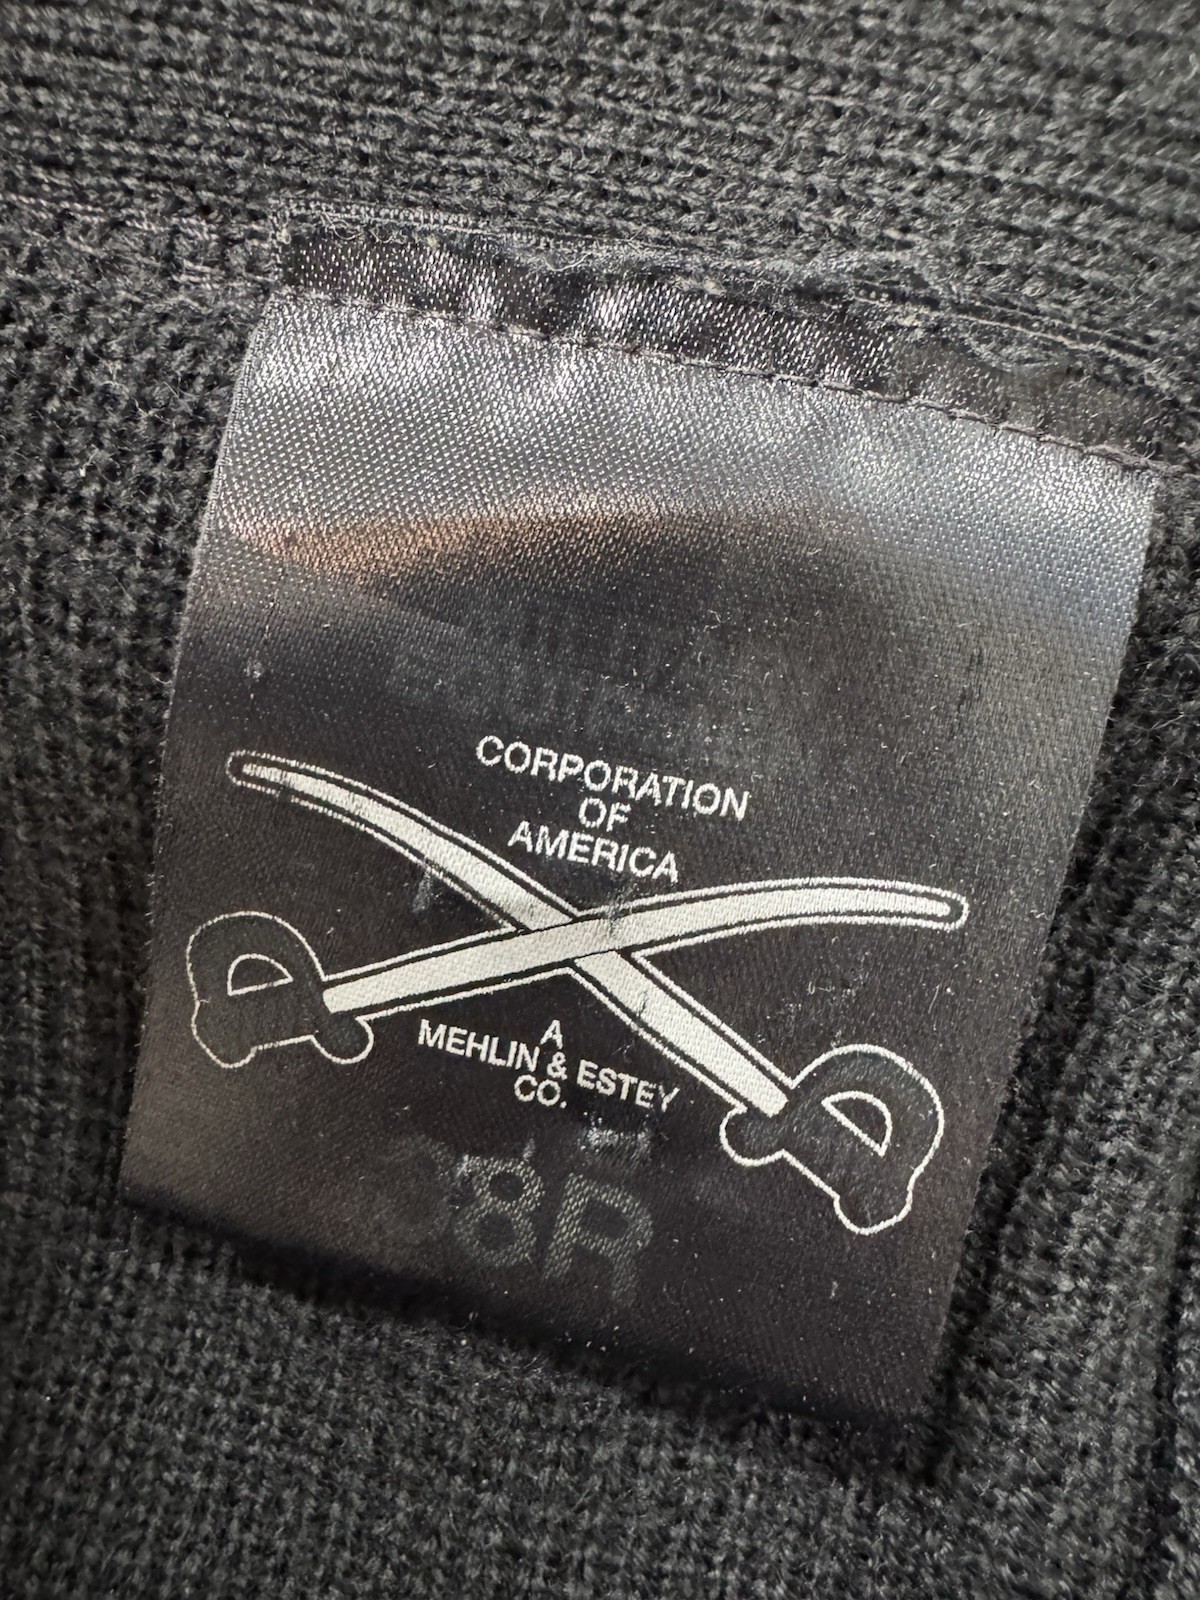 CORPORATION
OF
AMERICA
A
MEHLIN & ESTEY
CO.